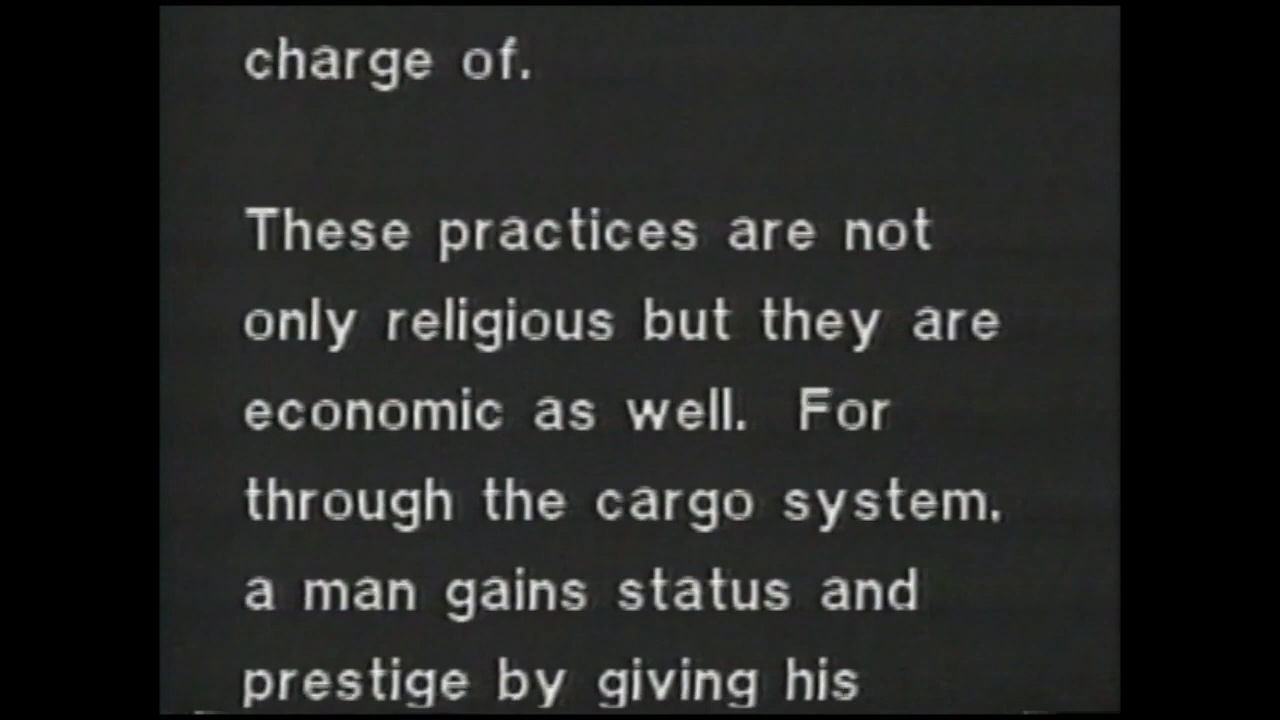 charge of.
These practices are not
only religious but they are
economic as well.  For
through the cargo system,
a man gains status and
prestige by giving his